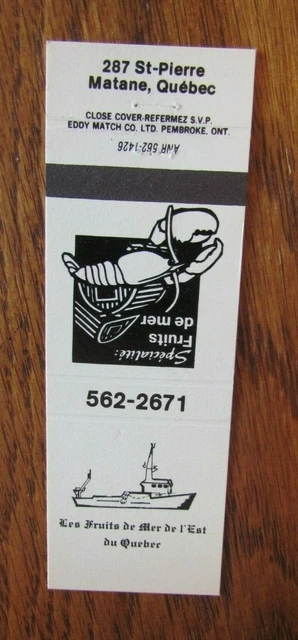 287 St-Pierre
Matane, Québec
CLOSE COVER-REFERMEZ S.V.P.
EDDY MATCH CO. LTD. PEMBROKE, ONT.
ANR 562-1426
Spécialité:
Fruits
de mer
562-2671
Les Fruits de Mer de l'Est
du Quebec